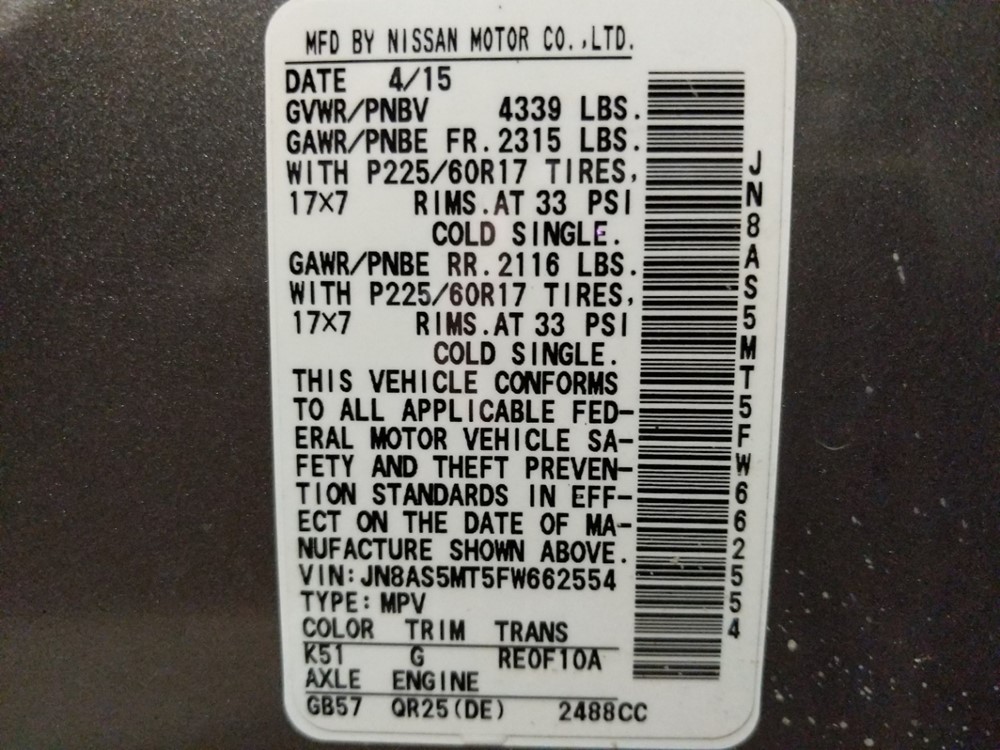 MFD BY NISSAN MOTOR CO.,LTD.
DATE 4/15
GVWR/PNBV 4339 LBS.
GAWR/PNBE FR.2315 LBS.
WITH P225/60R17 TIRES,
17X7 RIMS.AT 33 PSI
COLD SINGLE.
GAWR/PNBE RR.2116 LBS.
WITH P225/60R17 TIRES,
17X7 RIMS.AT 33 PSI
COLD SINGLE.
THIS VEHICLE CONFORMS
TO ALL APPLICABLE FED-
ERAL MOTOR VEHICLE SA-
FETY AND THEFT PREVEN-
TION STANDARDS IN EFF-
ECT ON THE DATE OF MA-
NUFACTURE SHOWN ABOVE.
VIN:JN8AS5MT5FW662554
TYPE:MPV
COLOR TRIM TRANS
K51 G RE0F10A
AXLE ENGINE
GB57 QR25(DE) 2488CC
JN8AS5MT5FW662554